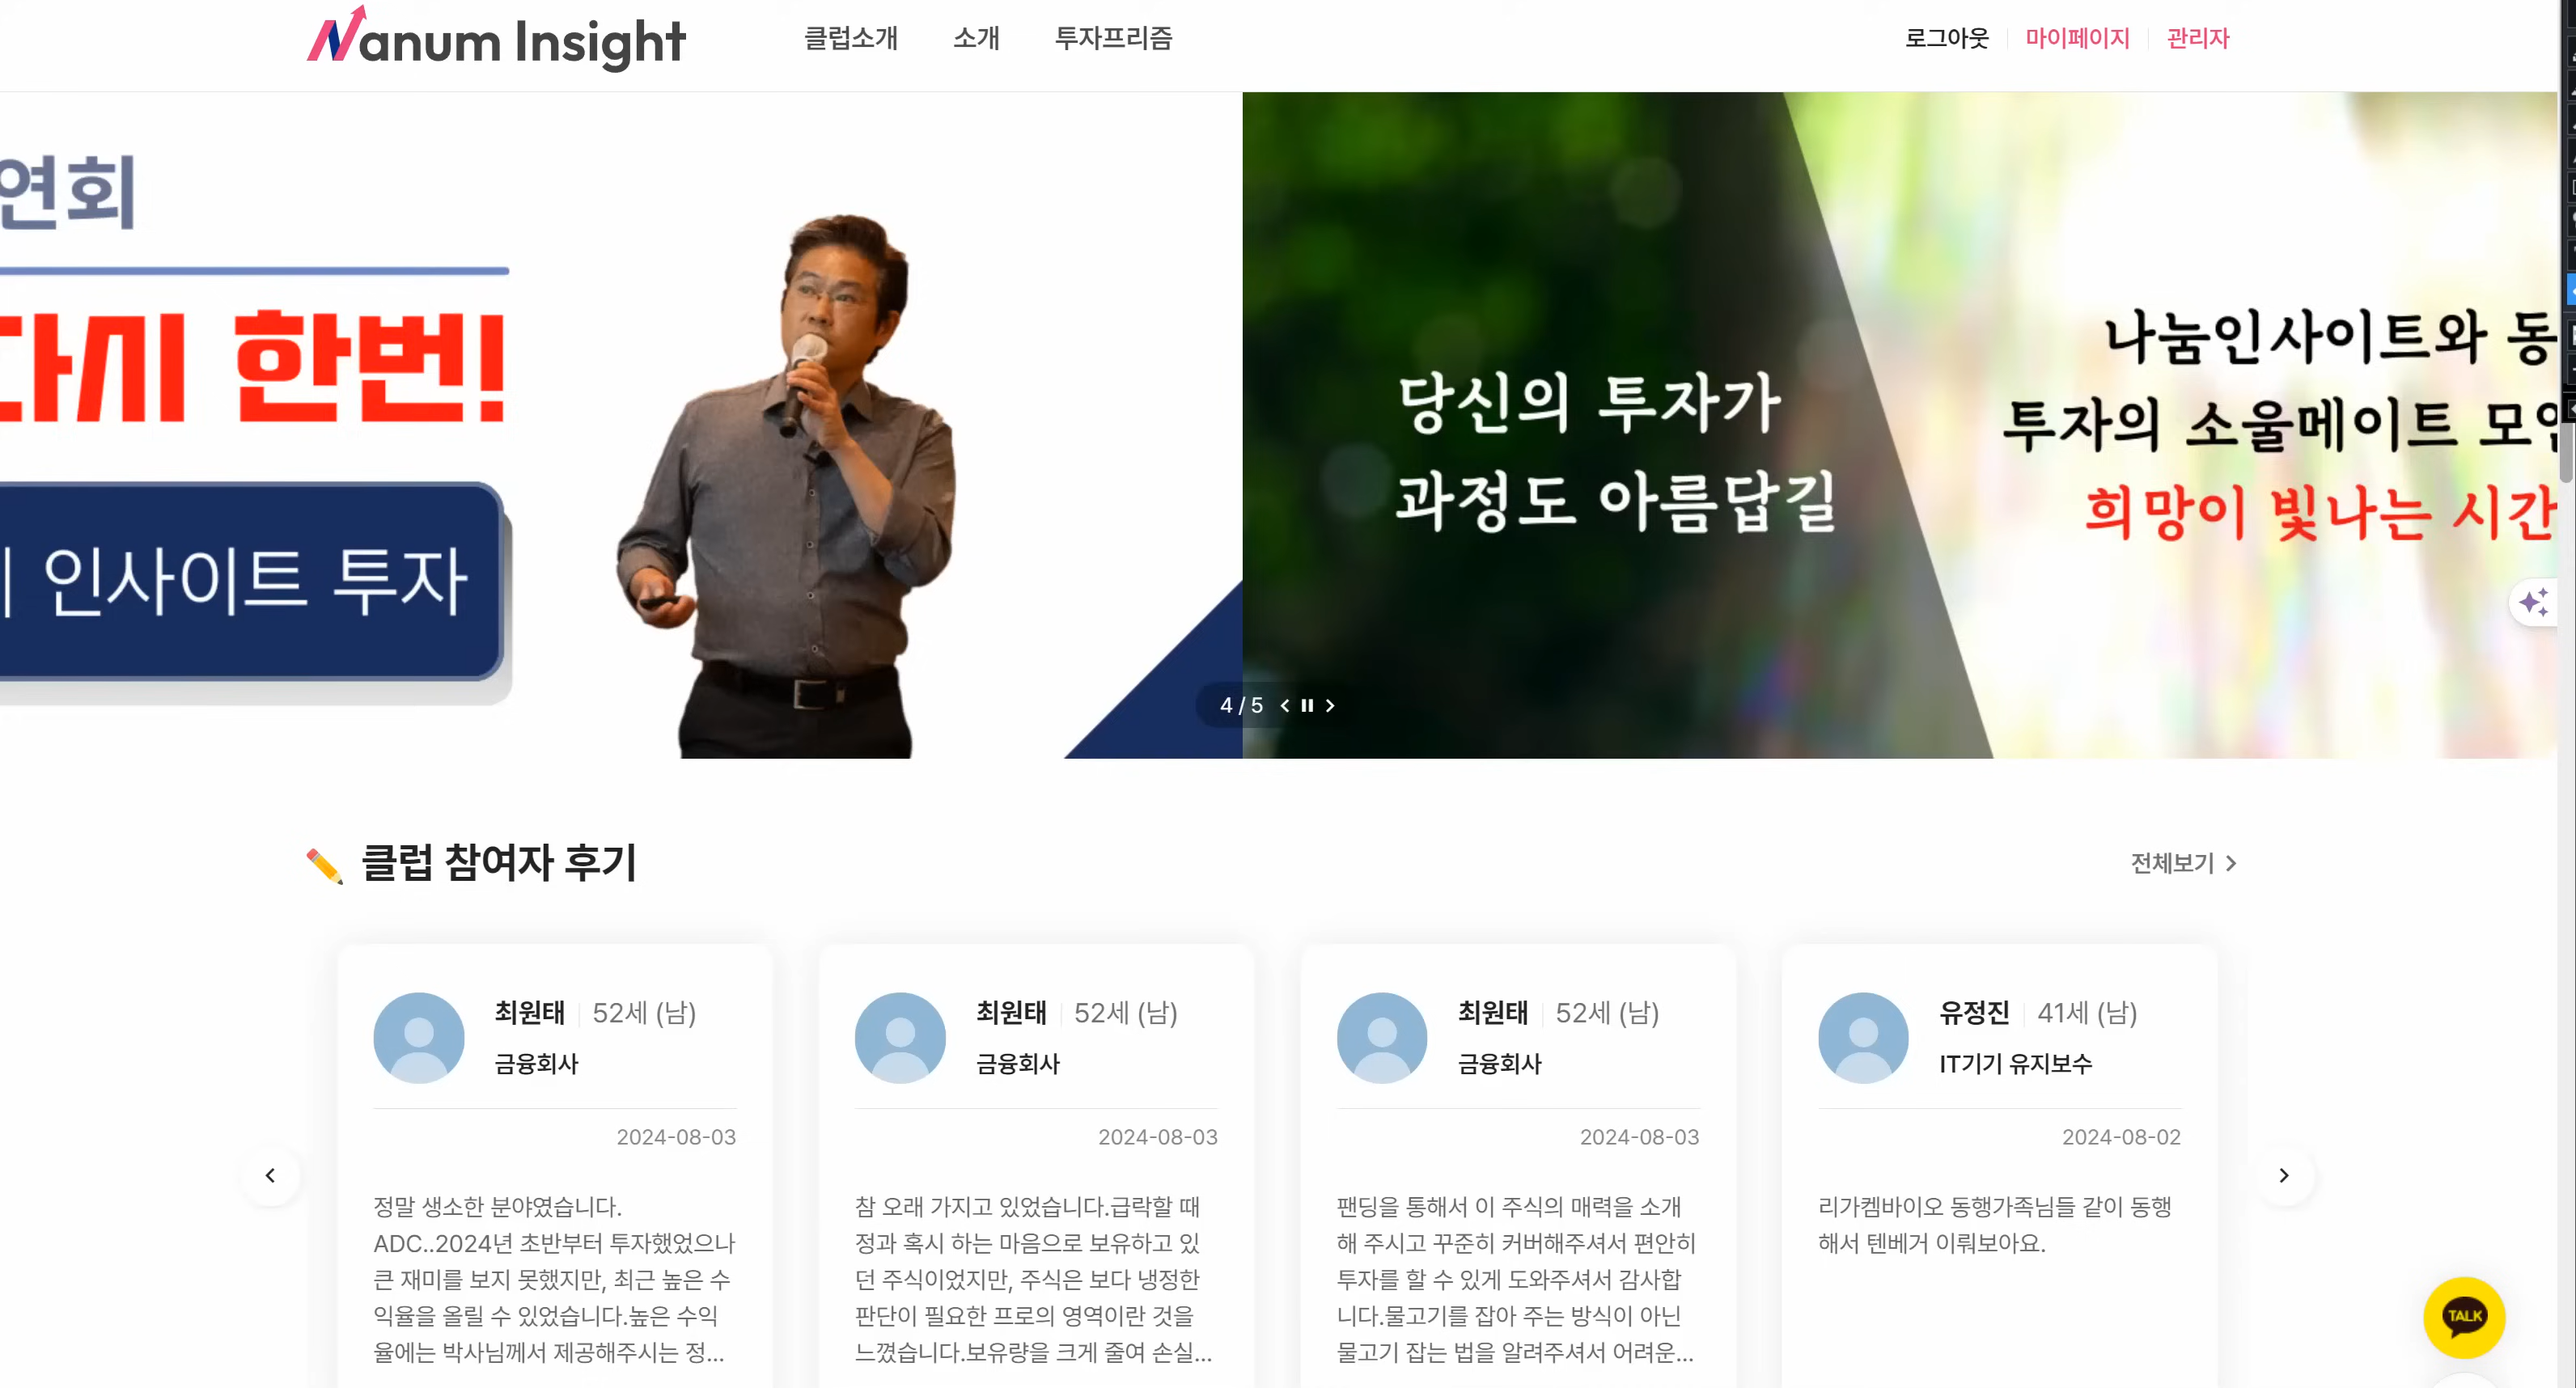 Nanum Insight
클럽소개
소개
투자프리즘
로그아웃
마이페이지
관리자
연회
다시 한번!
인사이트 투자
당신의 투자가
과정도 아름답길
나눔인사이트와 동
투자의 소울메이트
희망이 빛나는 시간
4 / 5
✏️ 클럽 참여자 후기
전체보기
최원태
52세 (남)
금융회사
2024-08-03
정말 생소한 분야였습니다.
ADC..2024년 초반부터 투자했었으나
큰 재미를 보지 못했지만, 최근 높은 수
익율을 올릴 수 있었습니다.높은 수익
율에는 박사님께서 제공해주시는 정...
최원태
52세 (남)
금융회사
2024-08-03
참 오래 가지고 있었습니다.급락할 때
정과 혹시 하는 마음으로 보유하고 있
던 주식이었지만, 주식은 보다 냉정한
판단이 필요한 프로의 영역이란 것을
느꼈습니다.보유량을 크게 줄여 손실...
최원태
52세 (남)
금융회사
2024-08-03
팬딩을 통해서 이 주식의 매력을 소개
해 주시고 꾸준히 커버해주셔서 편안히
투자를 할 수 있게 도와주셔서 감사합
니다.물고기를 잡아 주는 방식이 아닌
물고기 잡는 법을 알려주셔서 어려운...
유정진
41세 (남)
IT기기 유지보수
2024-08-02
리가켐바이오 동행가족님들 같이 동행
해서 텐베거 이뤄보아요.
TALK